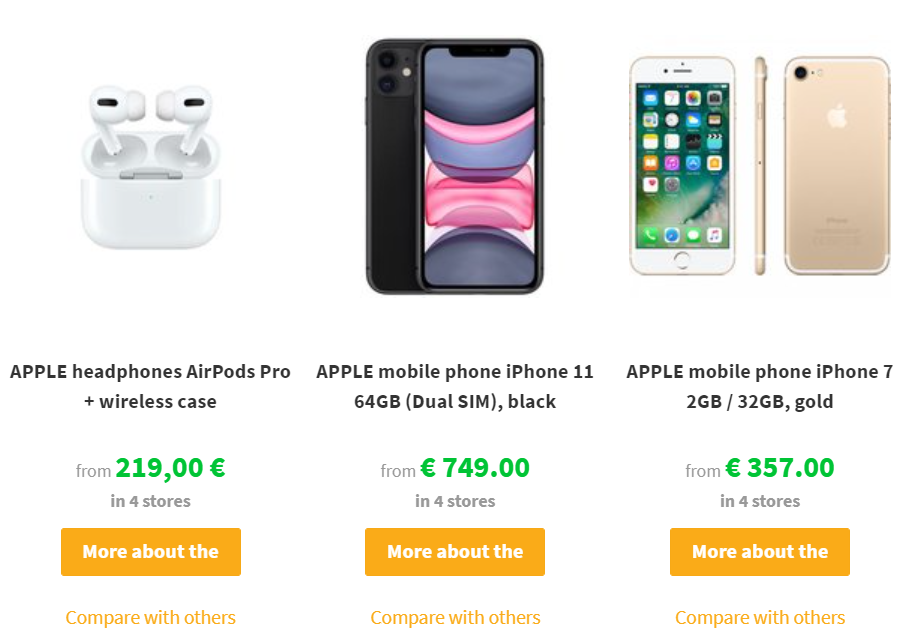 APPLE headphones AirPods Pro
+ wireless case
from 219,00 €
in 4 stores
More about the
Compare with others
APPLE mobile phone iPhone 11
64GB (Dual SIM), black
from € 749.00
in 4 stores
More about the
Compare with others
APPLE mobile phone iPhone 7
2GB / 32GB, gold
from € 357.00
in 4 stores
More about the
Compare with others